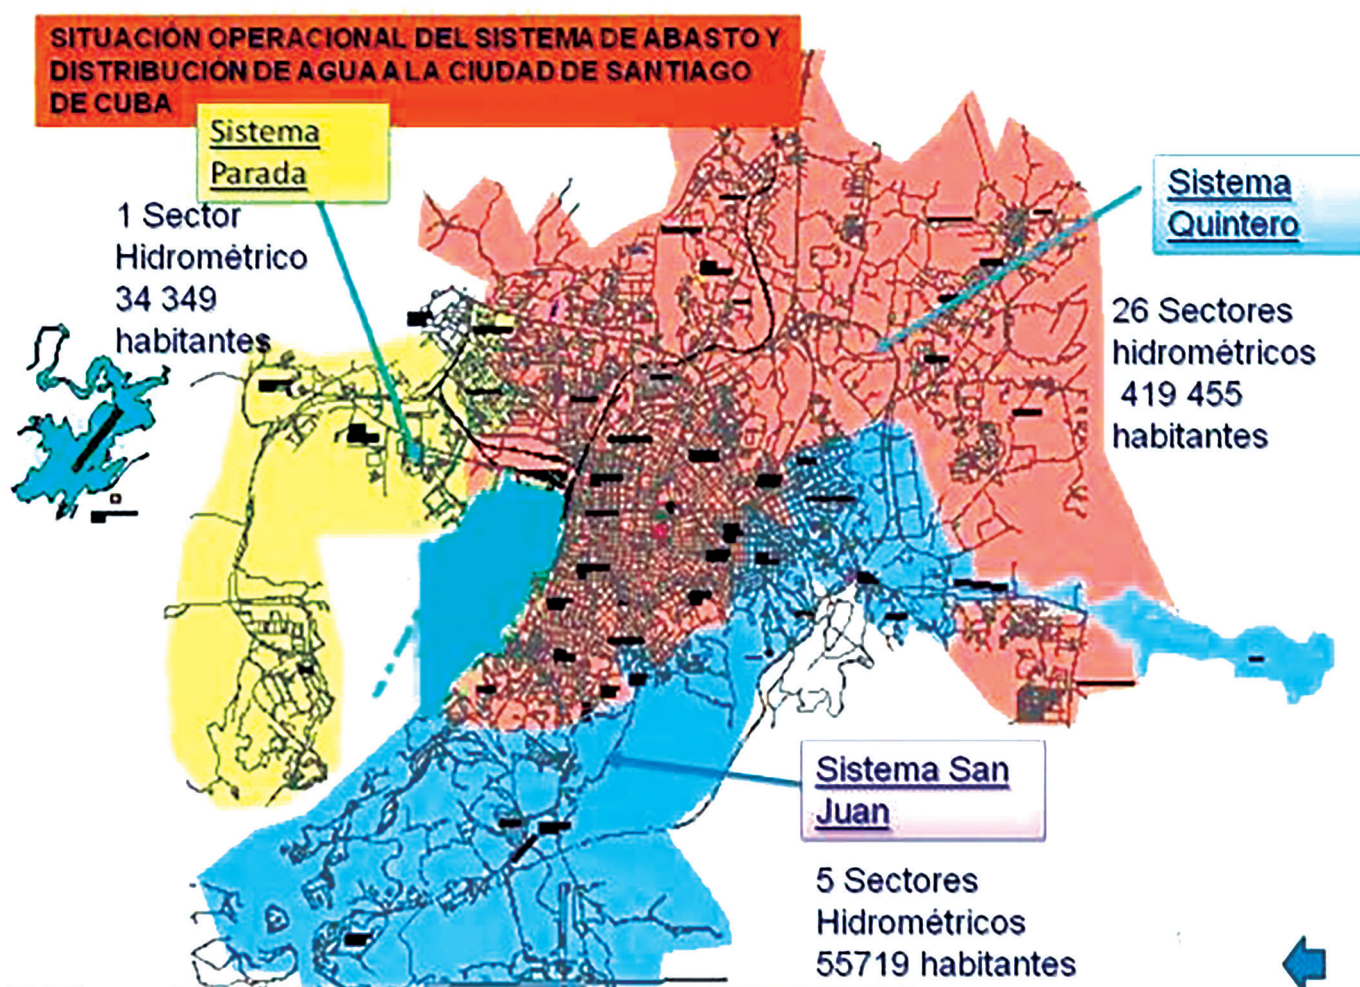 SITUACIÓN OPERACIONAL DEL SISTEMA DE ABASTO Y
DISTRIBUCIÓN DE AGUA A LA CIUDAD DE SANTIAGO
DE CUBA
Sistema
Parada
1 Sector
Hidrométrico
34 349
habitantes
Sistema
Quintero
26 Sectores
hidrométricos
419 455
habitantes
Sistema San
Juan
5 Sectores
Hidrométricos
55719 habitantes